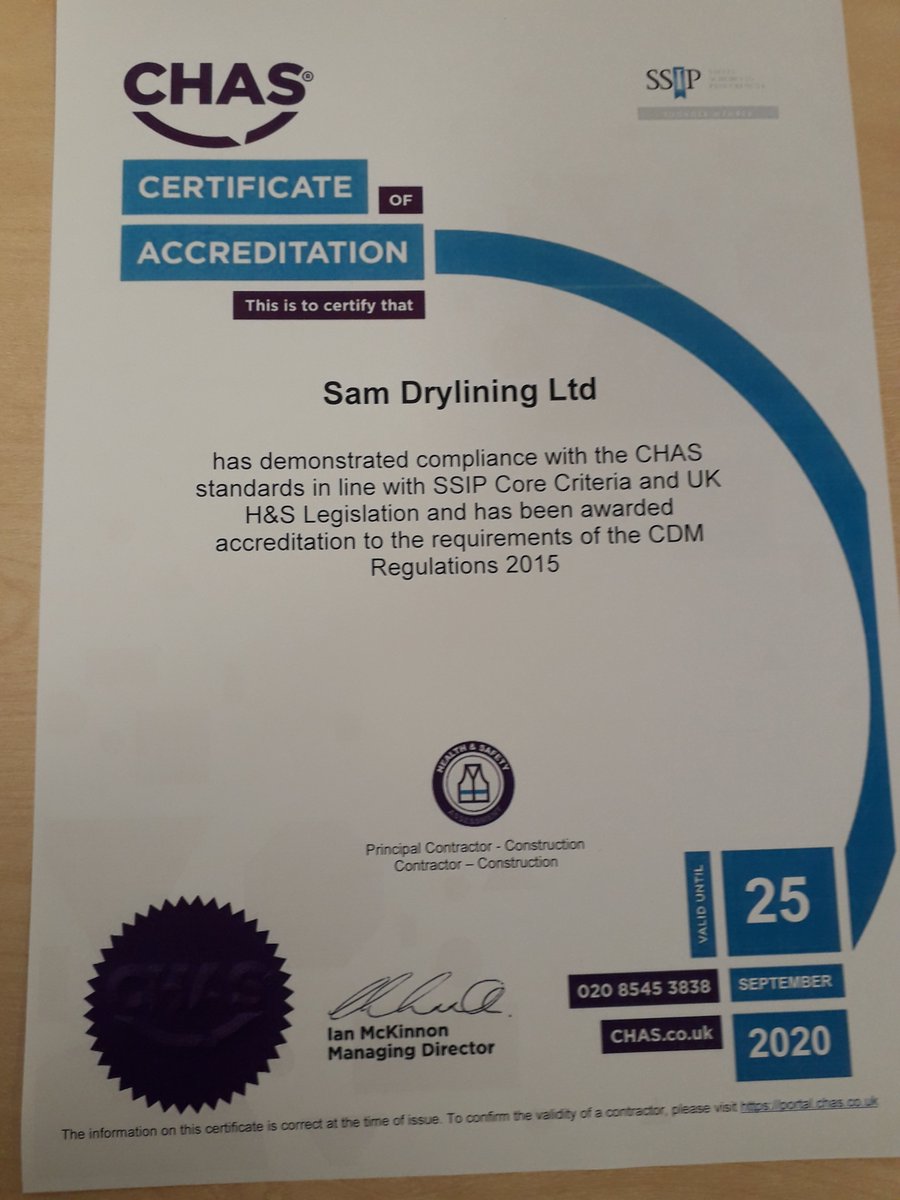 CHAS®
SSIP
CERTIFICATE OF
ACCREDITATION
This is to certify that
Sam Drylining Ltd
has demonstrated compliance with the CHAS
standards in line with SSIP Core Criteria and UK
H&S Legislation and has been awarded
accreditation to the requirements of the CDM
Regulations 2015
HEALTH & SAFETY
ASSESSMENT
Principal Contractor - Construction
Contractor – Construction
VALID UNTIL
25
SEPTEMBER
2020
020 8545 3838
CHAS.co.uk
CHAS
Ian McKinnon
Managing Director
The information on this certificate is correct at the time of issue. To confirm the validity of a contractor, please visit https://portal.chas.co.uk